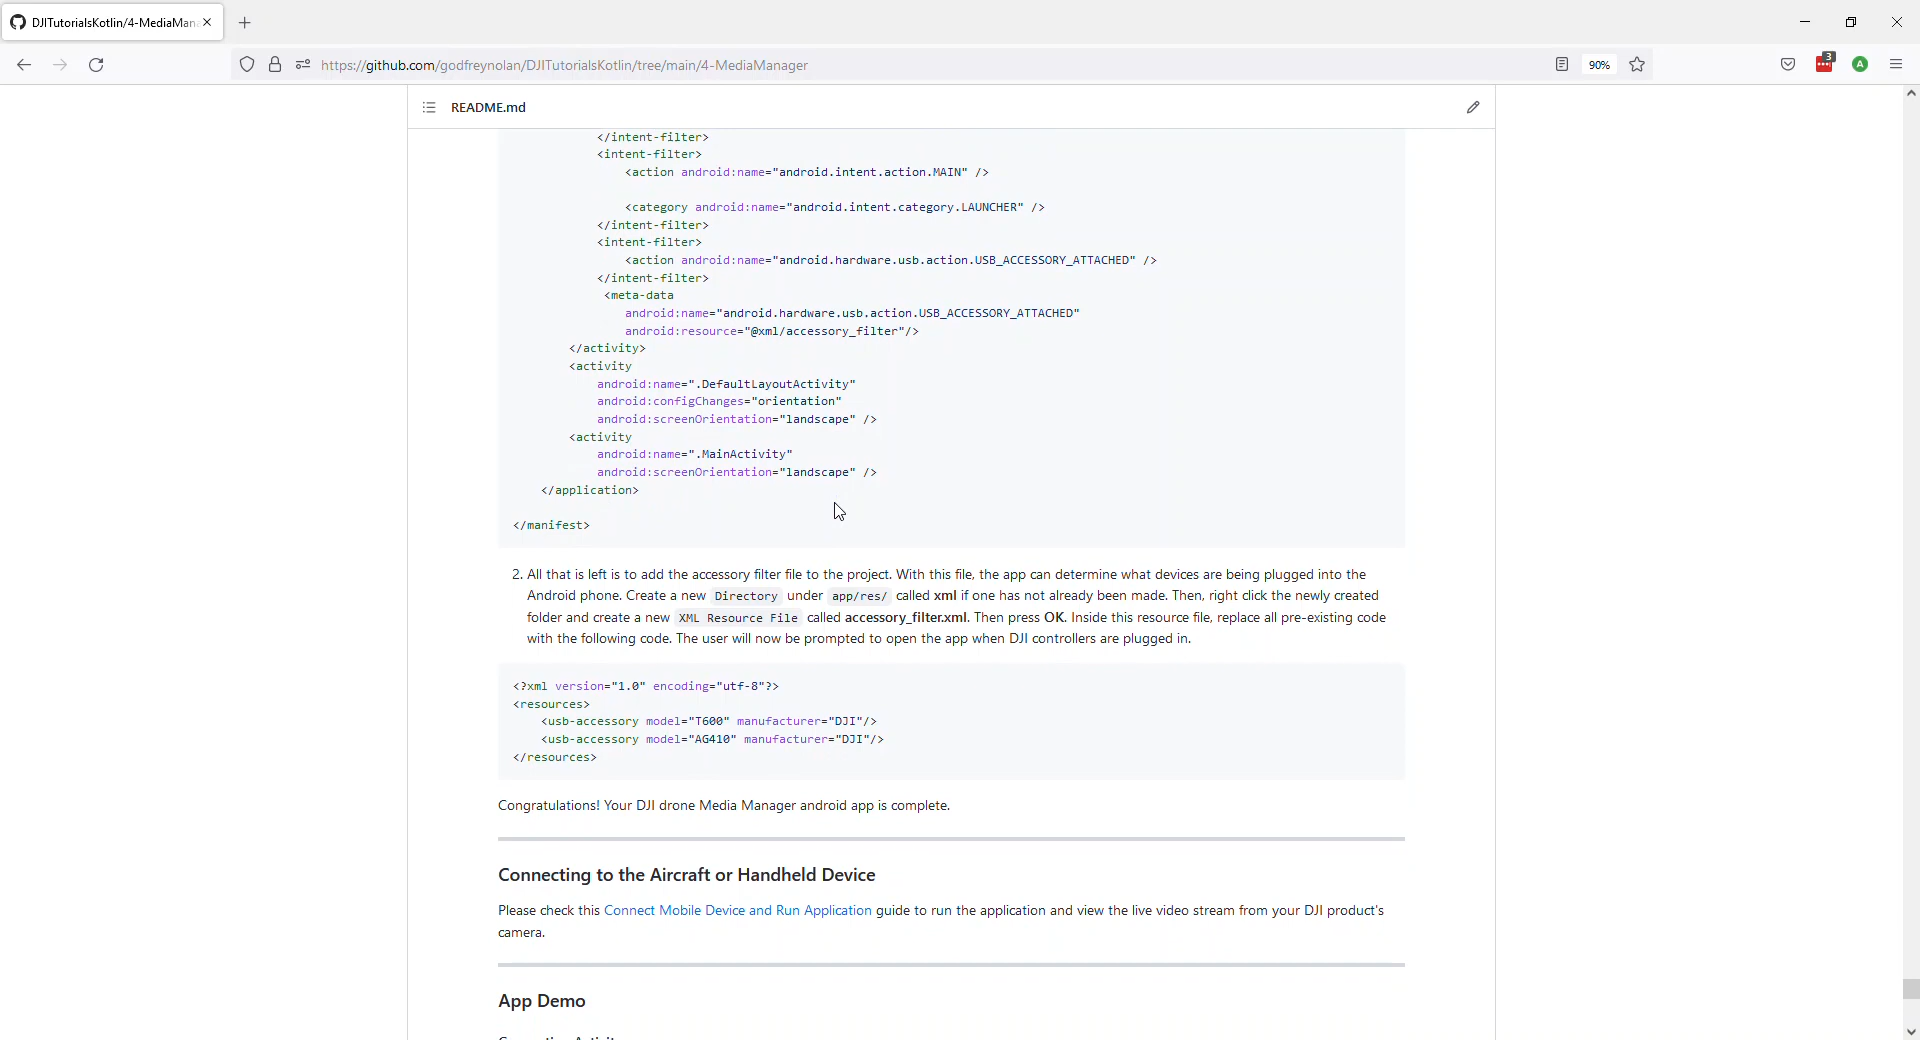 DJITutorialsKotlin/4-MediaMan
https://github.com/godfreynolan/DJITutorialsKotlin/tree/main/4-MediaManager
90%
3
A
README.md
</intent-filter>
<intent-filter>
<action android:name="android.intent.action.MAIN" />
<category android:name="android.intent.category.LAUNCHER" />
</intent-filter>
<intent-filter>
<action android:name="android.hardware.usb.action.USB_ACCESSORY_ATTACHED" />
</intent-filter>
<meta-data
android:name="android.hardware.usb.action.USB_ACCESSORY_ATTACHED"
android:resource="@xml/accessory_filter"/>
</activity>
<activity
android:name=".DefaultLayoutActivity"
android:configChanges="orientation"
android:screenOrientation="landscape" />
<activity
android:name=".MainActivity"
android:screenOrientation="landscape" />
</application>
</manifest>
2. All that is left is to add the accessory filter file to the project. With this file, the app can determine what devices are being plugged into the
Android phone. Create a new Directory under app/res/ called xml if one has not already been made. Then, right click the newly created
folder and create a new XML Resource File called accessory_filter.xml. Then press OK. Inside this resource file, replace all pre-existing code
with the following code. The user will now be prompted to open the app when DJI controllers are plugged in.
<?xml version="1.0" encoding="utf-8"?>
<resources>
<usb-accessory model="T600" manufacturer="DJI"/>
<usb-accessory model="AG410" manufacturer="DJI"/>
</resources>
Congratulations! Your DJI drone Media Manager android app is complete.
Connecting to the Aircraft or Handheld Device
Please check this Connect Mobile Device and Run Application guide to run the application and view the live video stream from your DJI product's
camera.
App Demo